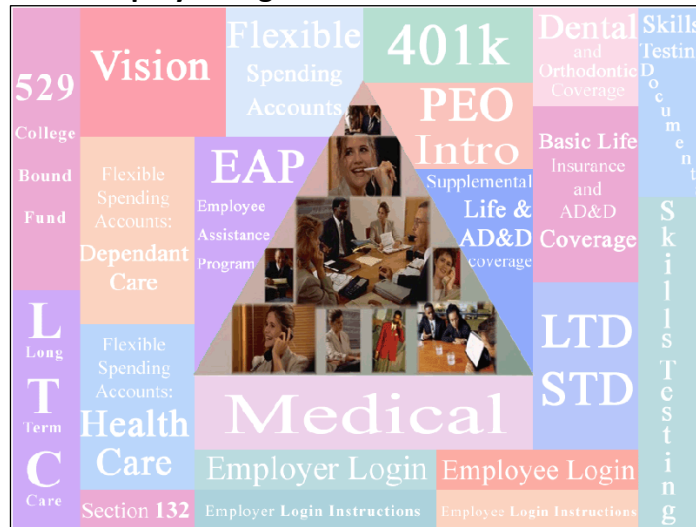 529
College
Bound
Fund
Vision
Flexible
Spending
Accounts
401k
Dental
and
Orthodontic
Coverage
Skills
Testin
Document
PEO
Intro
EAP
Employee
Assistance
Program
Flexible
Spending
Accounts:
Dependant
Care
Supplemental
Life &
AD&D
coverage
Basic Life
Insurance
and
AD&D
Coverage
Skills Testing
L
Long
T
Term
C
Care
Flexible
Spending
Accounts:
Health
Care
LTD
STD
Medical
Employer Login
Employee Login
Section 132
Employer Login Instructions
Employee Login Instructions